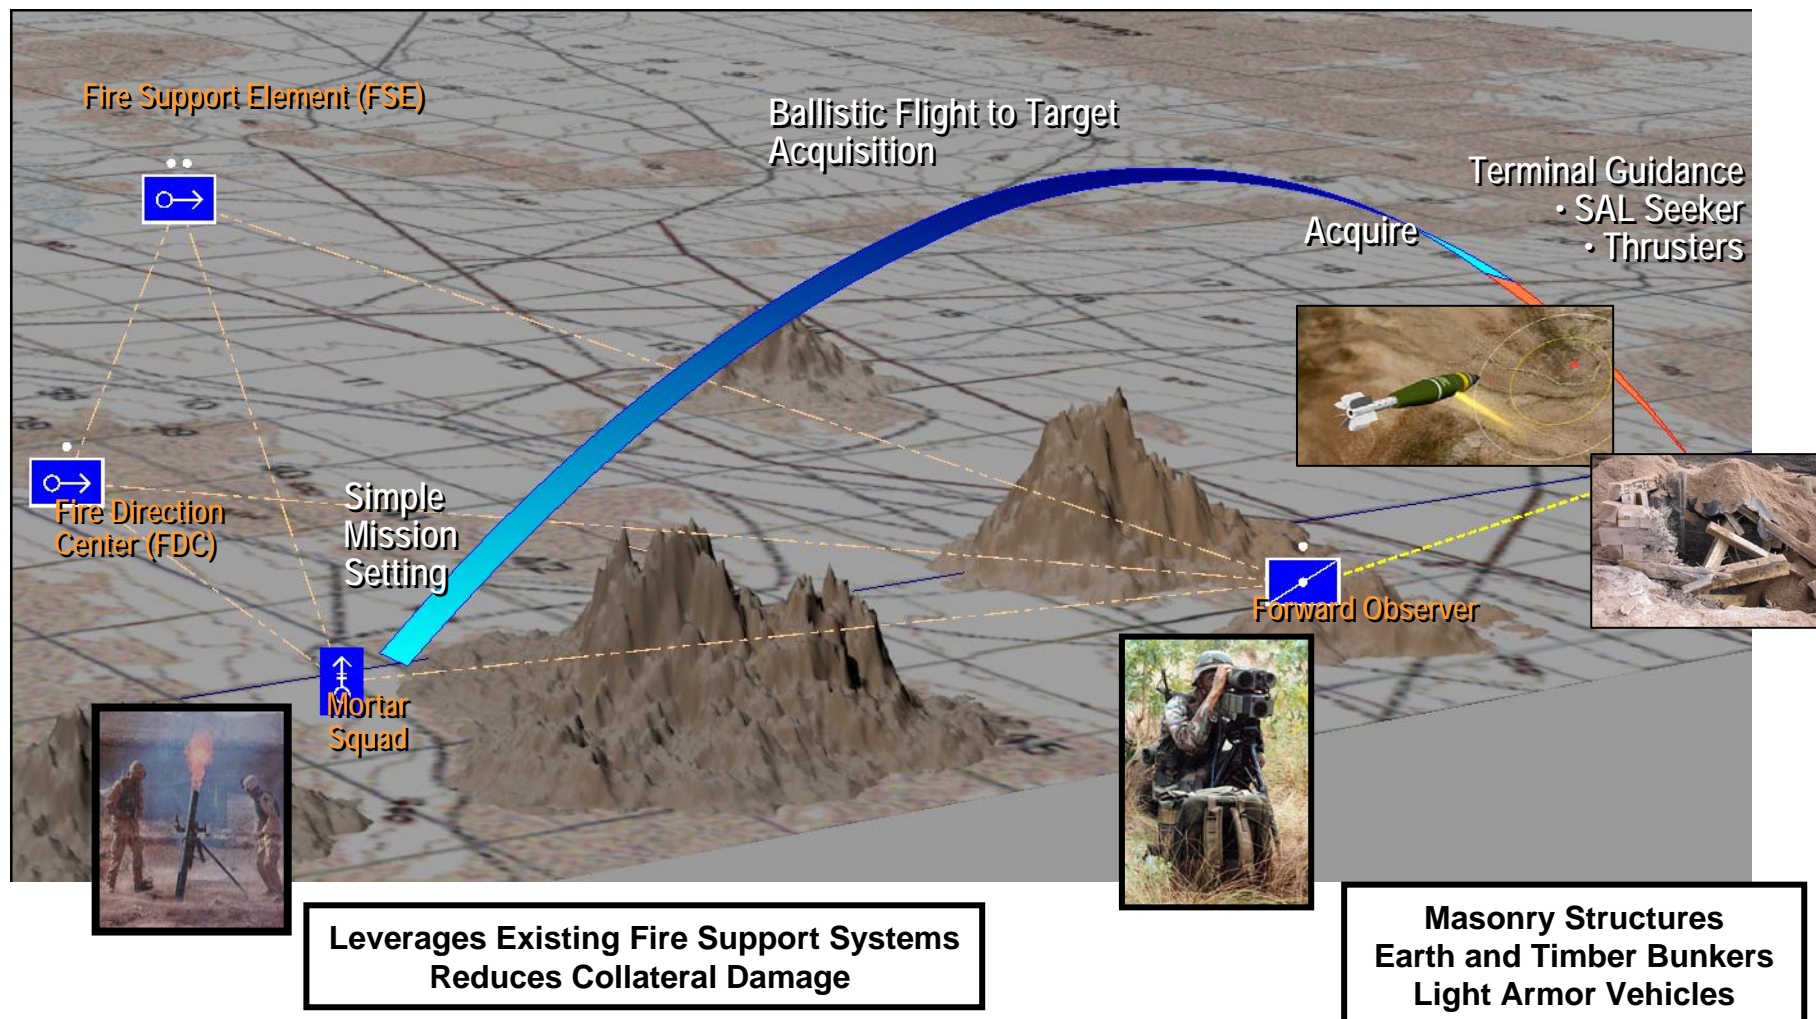 Fire Support Element (FSE)
Ballistic Flight to Target
Acquisition
Terminal Guidance
• SAL Seeker
• Thrusters
Acquire
Simple
Mission
Setting
Fire Direction
Center (FDC)
Forward Observer
Mortar
Squad
Leverages Existing Fire Support Systems
Reduces Collateral Damage
Masonry Structures
Earth and Timber Bunkers
Light Armor Vehicles